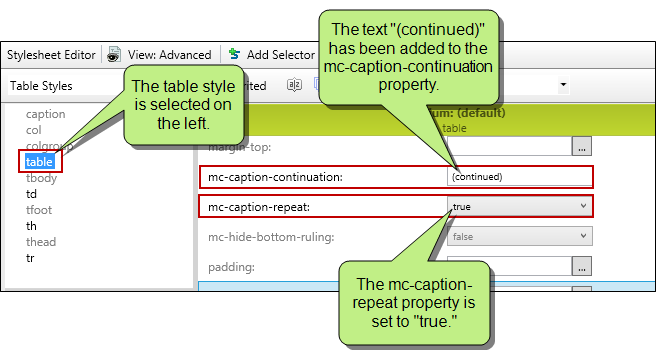 The text "(continued)"
has been added to the
mc-caption-continuation
property.
Stylesheet Editor View: Advanced Add Selector
Table Styles
The table style
is selected on
the left.
(default)
table
caption
col
colgroup
table
tbody
td
tfoot
th
thead
tr
margin-top:
...
mc-caption-continuation: (continued)
mc-caption-repeat: true
mc-hide-bottom-ruling: false
padding:
...
The mc-caption-
repeat property is
set to "true."